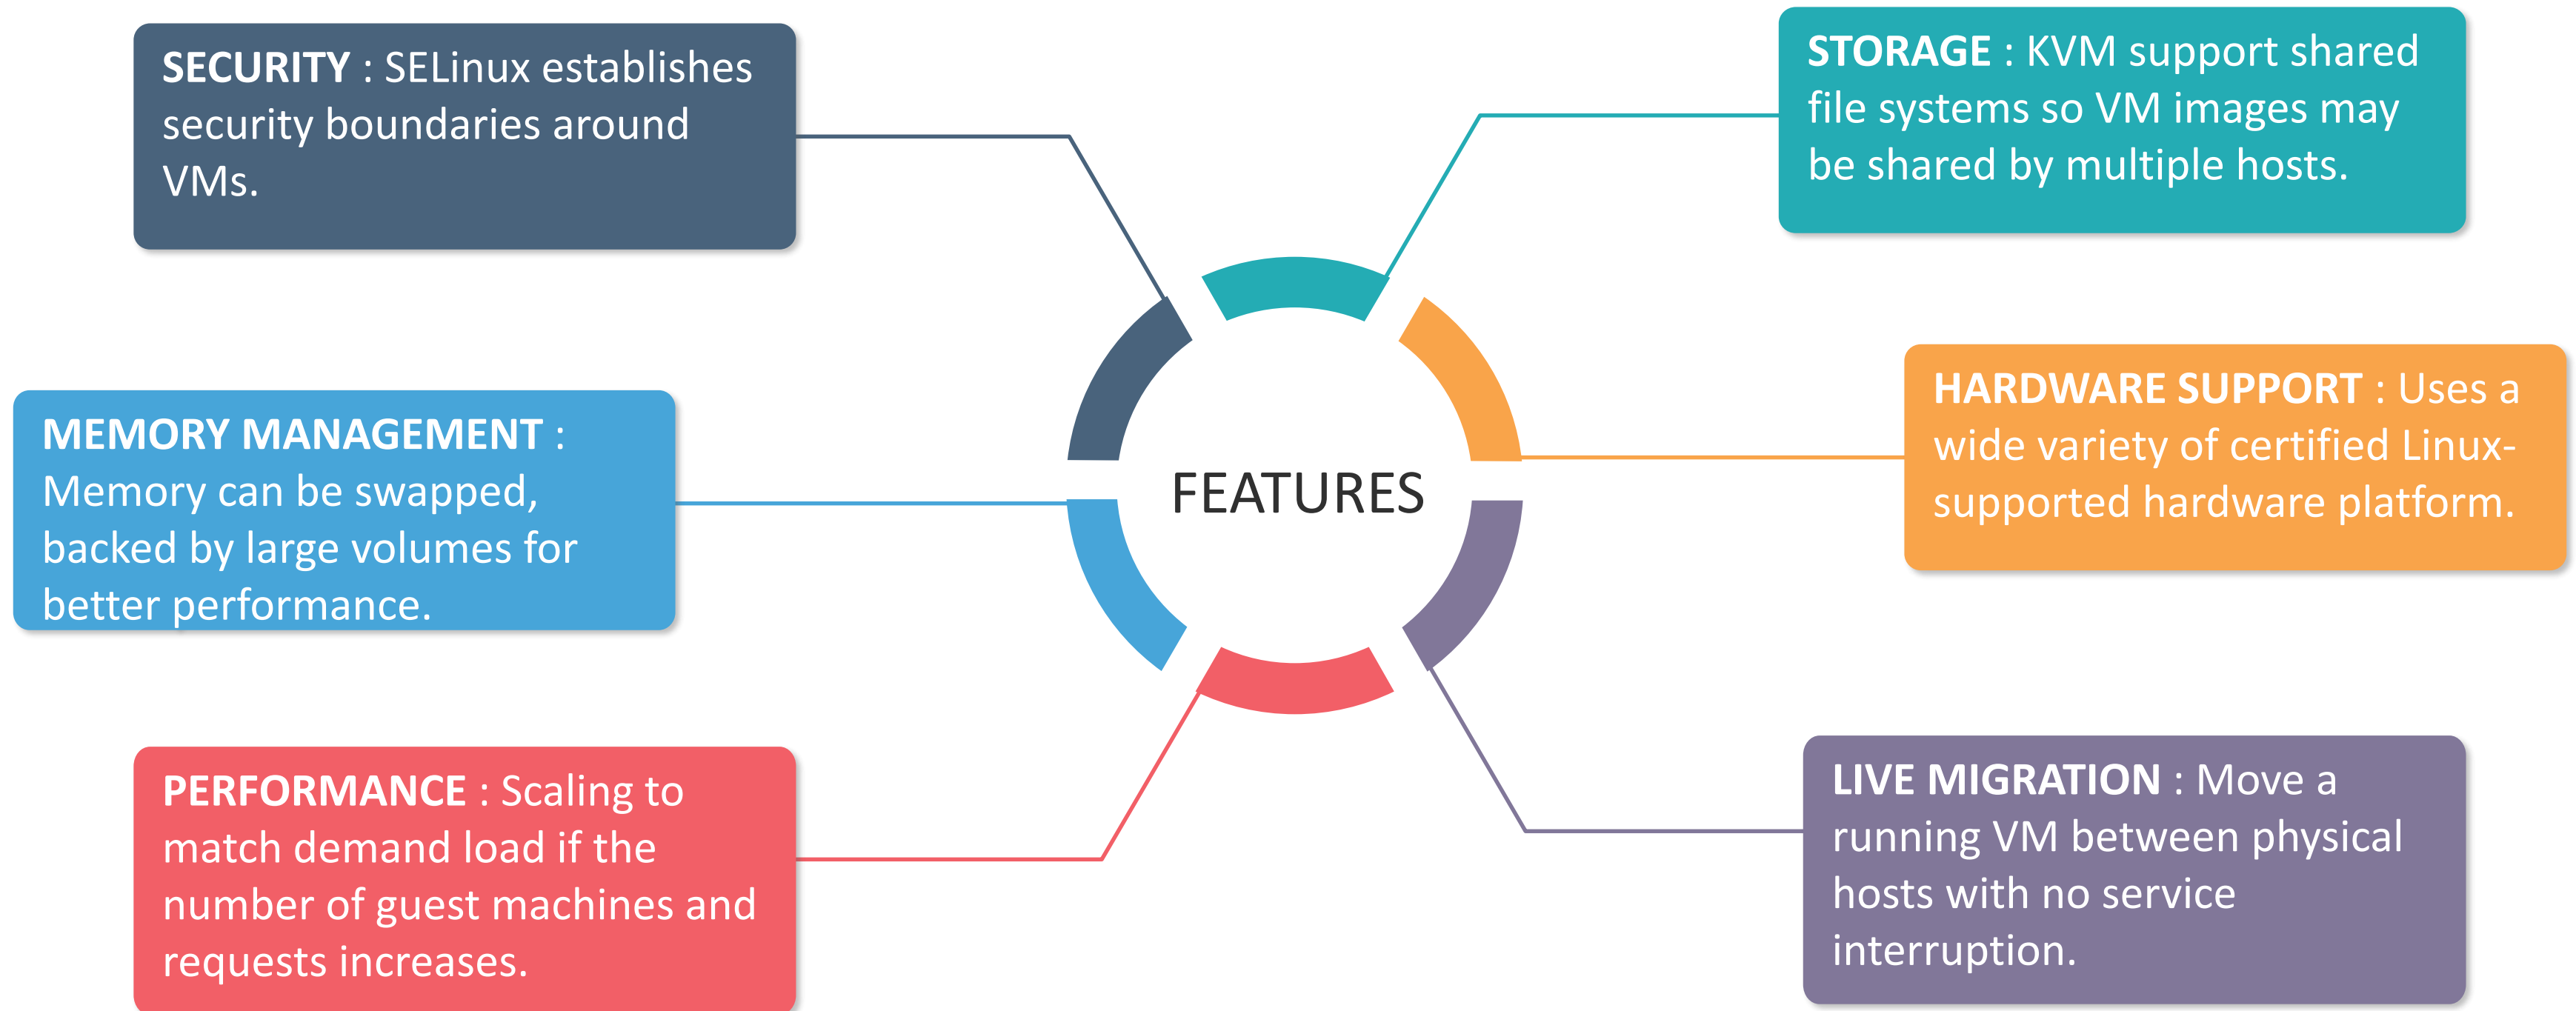 SECURITY : SELinux establishes
security boundaries around
VMs.
STORAGE : KVM support shared
file systems so VM images may
be shared by multiple hosts.
MEMORY MANAGEMENT :
Memory can be swapped,
backed by large volumes for
better performance.
FEATURES
HARDWARE SUPPORT : Uses a
wide variety of certified Linux-
supported hardware platform.
PERFORMANCE : Scaling to
match demand load if the
number of guest machines and
requests increases.
LIVE MIGRATION : Move a
running VM between physical
hosts with no service
interruption.